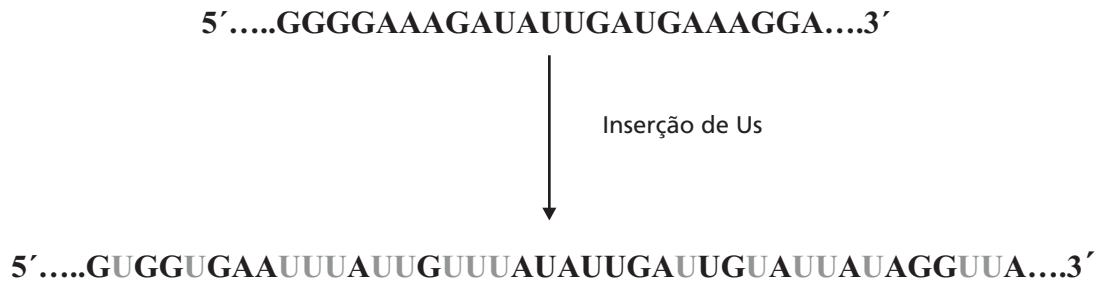 5´…..GGGGAAAGAUAUUGAUGAAAGGA….3´
Inserção de Us
5´…..GUGGUGAAUUUAUUGUUUAUAUUGAUUGUAUUAUAGGUUA….3´